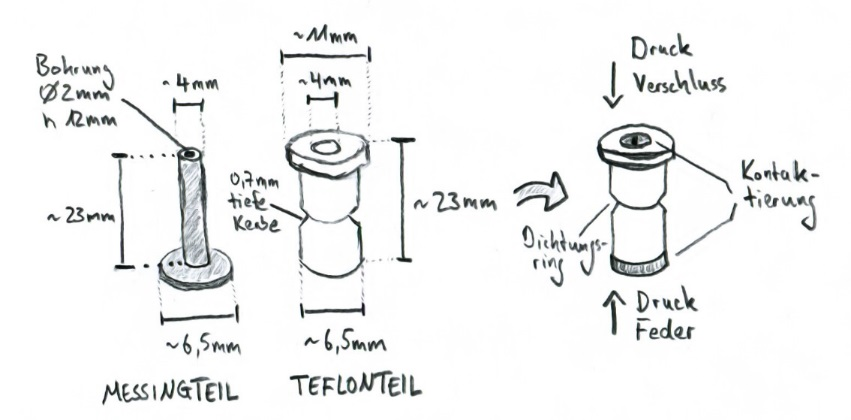 Bohrung
Ø2mm
h 12mm
~4mm
~23mm
~6,5mm
MESSINGTEIL
~11mm
~4mm
0,7mm
tiefe
Kerbe
~23mm
~6,5mm
TEFLONTEIL
Druck
Verschluss
Kontak-
tierung
Dichtungs-
ring
Druck
Feder